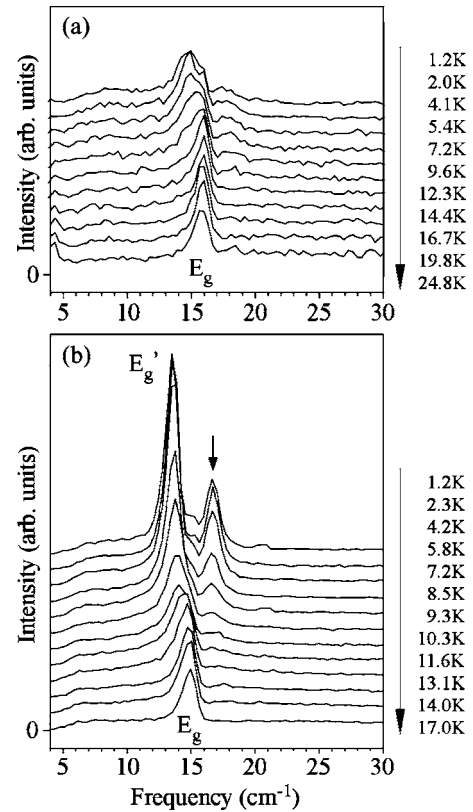 (a)
Intensity (arb. units)
0
E_g
5 10 15 20 25 30
1.2K
2.0K
4.1K
5.4K
7.2K
9.6K
12.3K
14.4K
16.7K
19.8K
24.8K
(b)
E_g'
Intensity (arb. units)
0
E_g
5 10 15 20 25 30
Frequency (cm⁻¹)
1.2K
2.3K
4.2K
5.8K
7.2K
8.5K
9.3K
10.3K
11.6K
13.1K
14.0K
17.0K